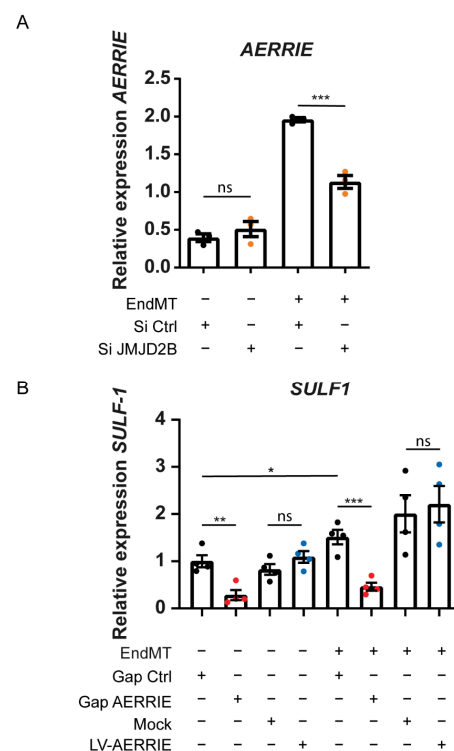 A
AERRIE
Relative expression AERRIE
2.5
2.0
1.5
1.0
0.5
0.0
ns
***
EndMT – – + +
Si Ctrl + – + –
Si JMJD2B – + – +
B
SULF1
Relative expression SULF-1
4
3
2
1
0
ns
*
** ns ***
EndMT – – – – + + + +
Gap Ctrl + – – – + – – –
Gap AERRIE – + – – – + – –
Mock – – + – – – + –
LV-AERRIE – – – + – – – +